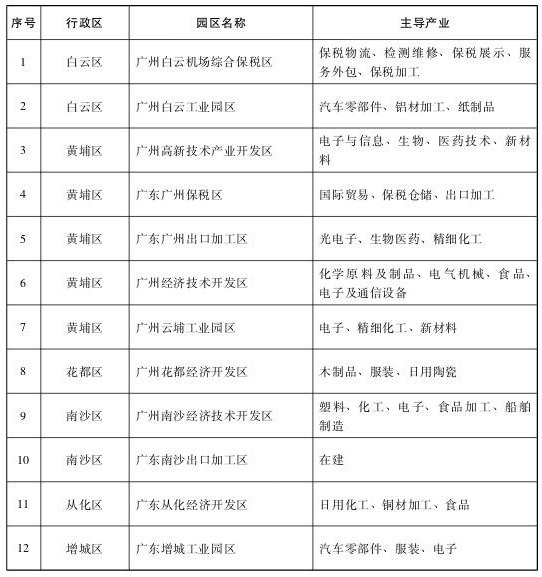 序号 行政区 园区名称 主导产业
1 白云区 广州白云机场综合保税区 保税物流、检测维修、保税展示、服
务外包、保税加工
2 白云区 广州白云工业园区 汽车零部件、铝材加工、纸制品
3 黄埔区 广州高新技术产业开发区 电子与信息、生物、医药技术、新材
料
4 黄埔区 广东广州保税区 国际贸易、保税仓储、出口加工
5 黄埔区 广东广州出口加工区 光电子、生物医药、精细化工
6 黄埔区 广州经济技术开发区 化学原料及制品、电气机械、食品、
电子及通信设备
7 黄埔区 广州云埔工业园区 电子、精细化工、新材料
8 花都区 广州花都经济开发区 木制品、服装、日用陶瓷
9 南沙区 广州南沙经济技术开发区 塑料、化工、电子、食品加工、船舶
制造
10 南沙区 广东南沙出口加工区 在建
11 从化区 广东从化经济开发区 日用化工、铜材加工、食品
12 增城区 广东增城工业园区 汽车零部件、服装、电子